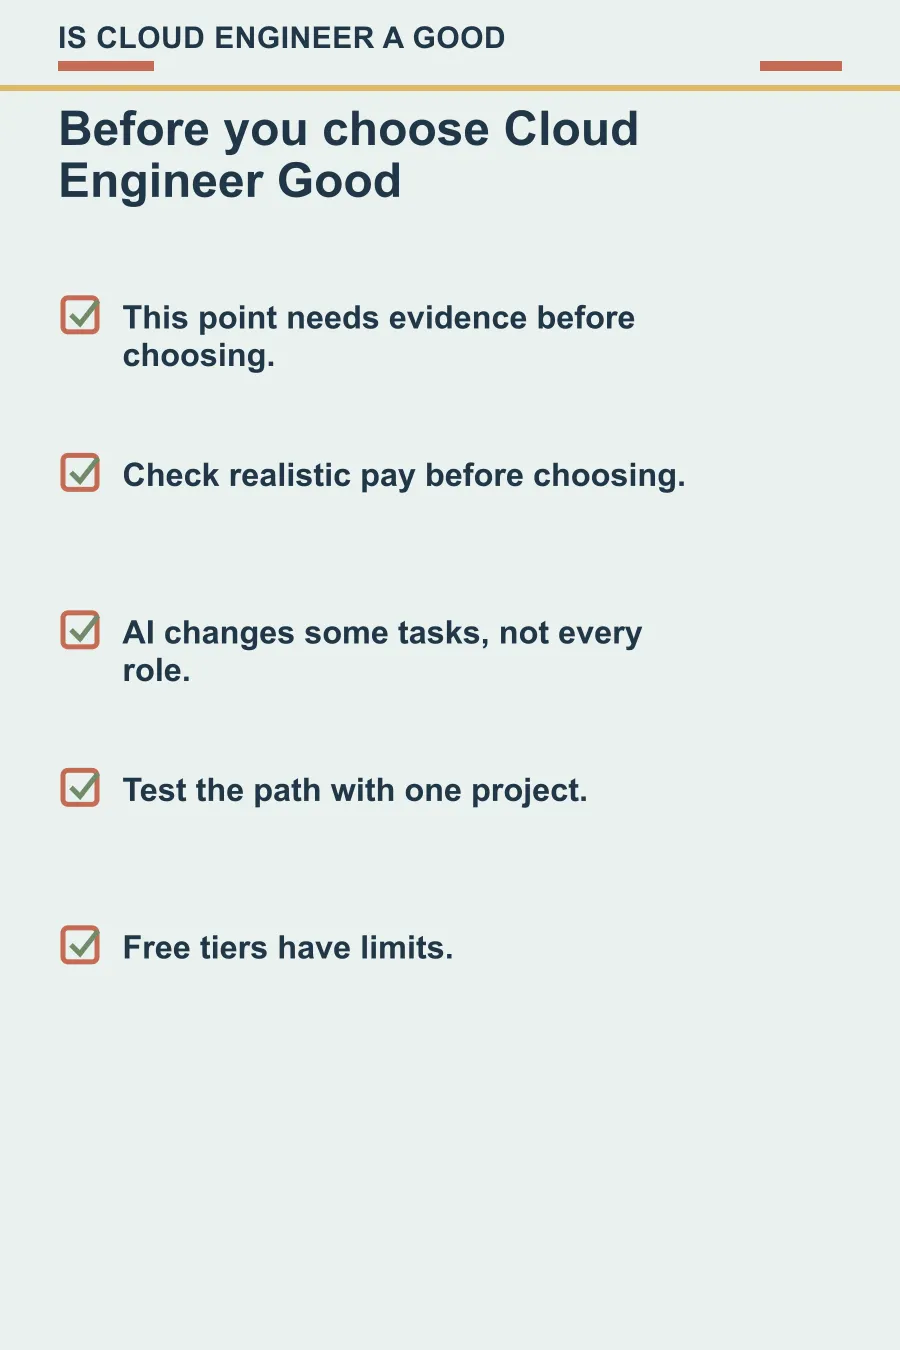 IS CLOUD ENGINEER A GOOD
Before you choose Cloud
Engineer Good
This point needs evidence before
choosing.
Check realistic pay before choosing.
AI changes some tasks, not every
role.
Test the path with one project.
Free tiers have limits.